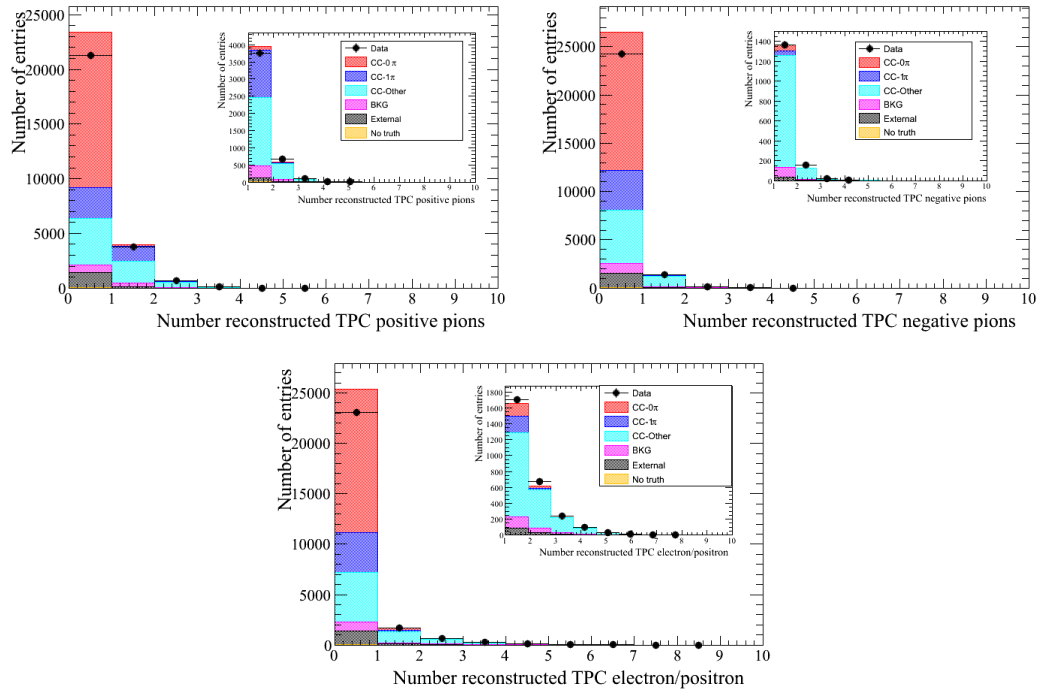 Number of entries
25000
20000
15000
10000
5000
0
0 1 2 3 4 5 6 7 8 9 10
Number reconstructed TPC positive pions
Number of entries
4000
3500
3000
2500
2000
1500
1000
500
0
1 2 3 4 5 6 7 8 9 10
Number reconstructed TPC positive pions
Data
CC-0 π
CC-1π
CC-Other
BKG
External
No truth
Number of entries
25000
20000
15000
10000
5000
0
0 1 2 3 4 5 6 7 8 9 10
Number reconstructed TPC negative pions
Number of entries
1400
1200
1000
800
600
400
200
0
1 2 3 4 5 6 7 8 9 10
Number reconstructed TPC negative pions
Data
CC-0 π
CC-1π
CC-Other
BKG
External
No truth
Number of entries
25000
20000
15000
10000
5000
0
0 1 2 3 4 5 6 7 8 9 10
Number reconstructed TPC electron/positron
Number of entries
1800
1600
1400
1200
1000
800
600
400
200
0
1 2 3 4 5 6 7 8 9 10
Number reconstructed TPC electron/positron
Data
CC-0π
CC-1π
CC-Other
BKG
External
No truth